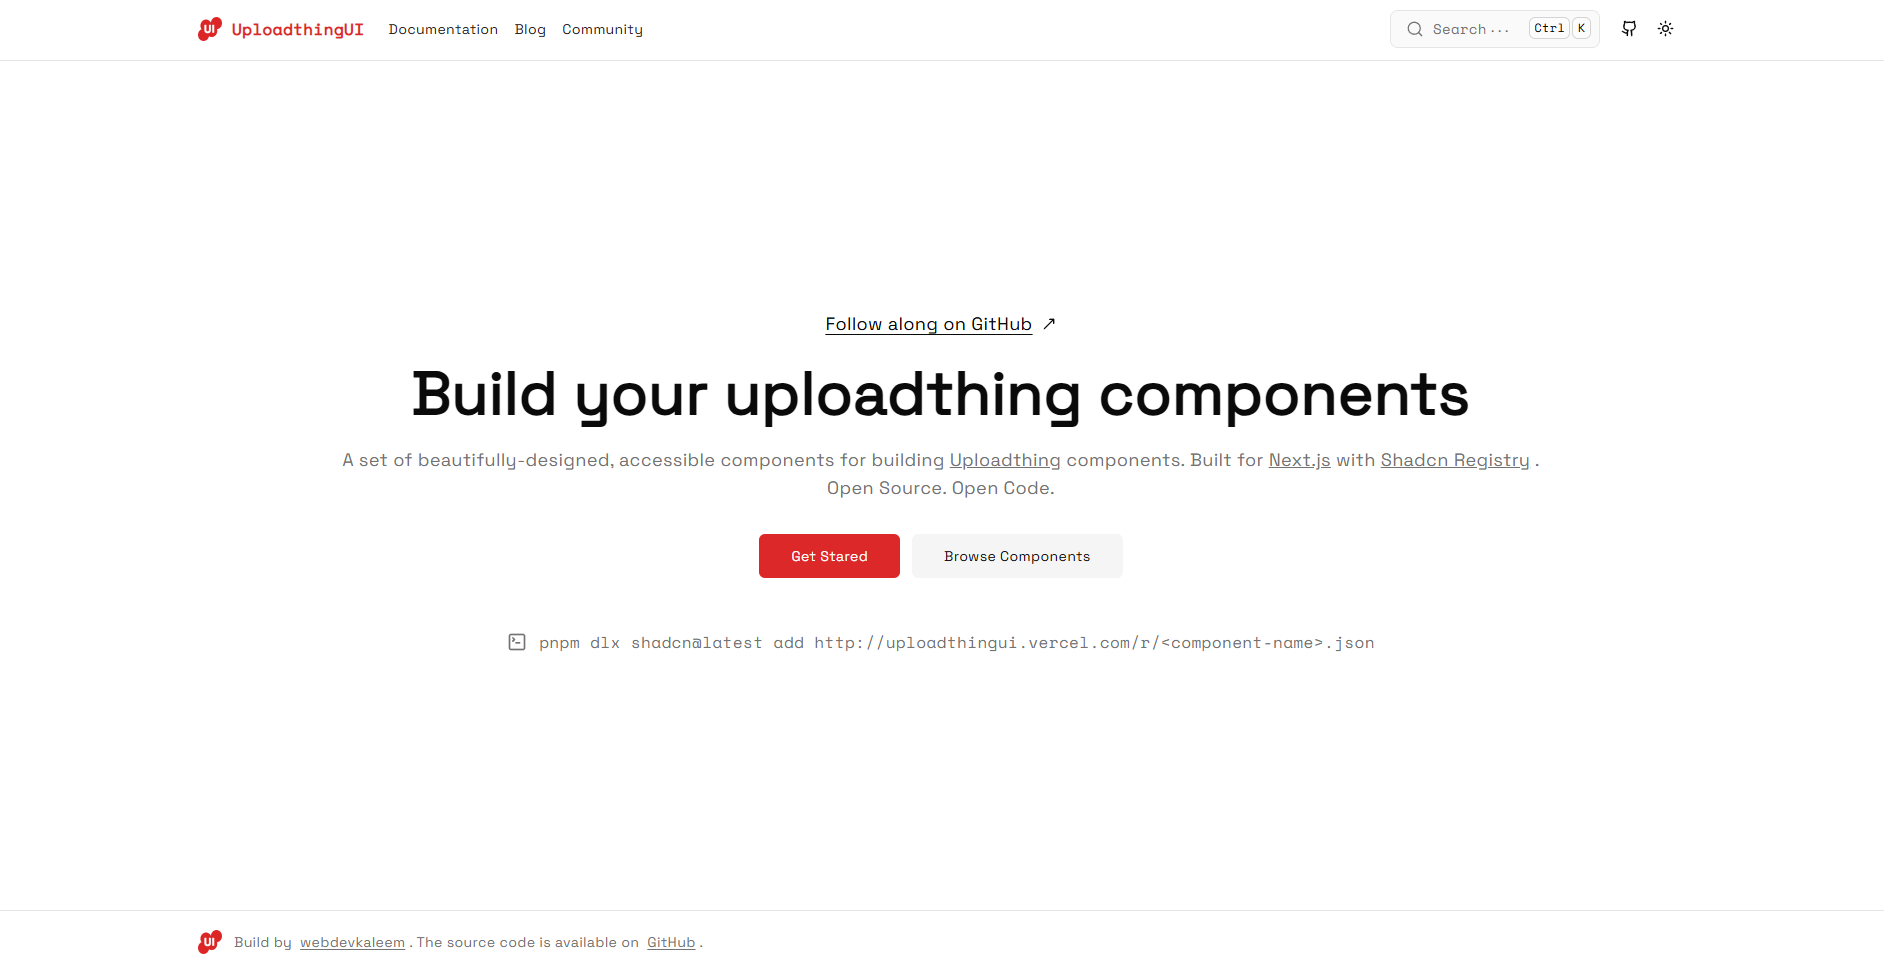 UI UploadthingUI Documentation Blog Community Search... Ctrl K
Follow along on GitHub ↗
Build your uploadthing components
A set of beautifully-designed, accessible components for building Uploadthing components. Built for Next.js with Shadcn Registry .
Open Source. Open Code.
Get Stared Browse Components
pnpm dlx shadcn@latest add http://uploadthingui.vercel.com/r/<component-name>.json
UI Build by webdevkaleem . The source code is available on GitHub .